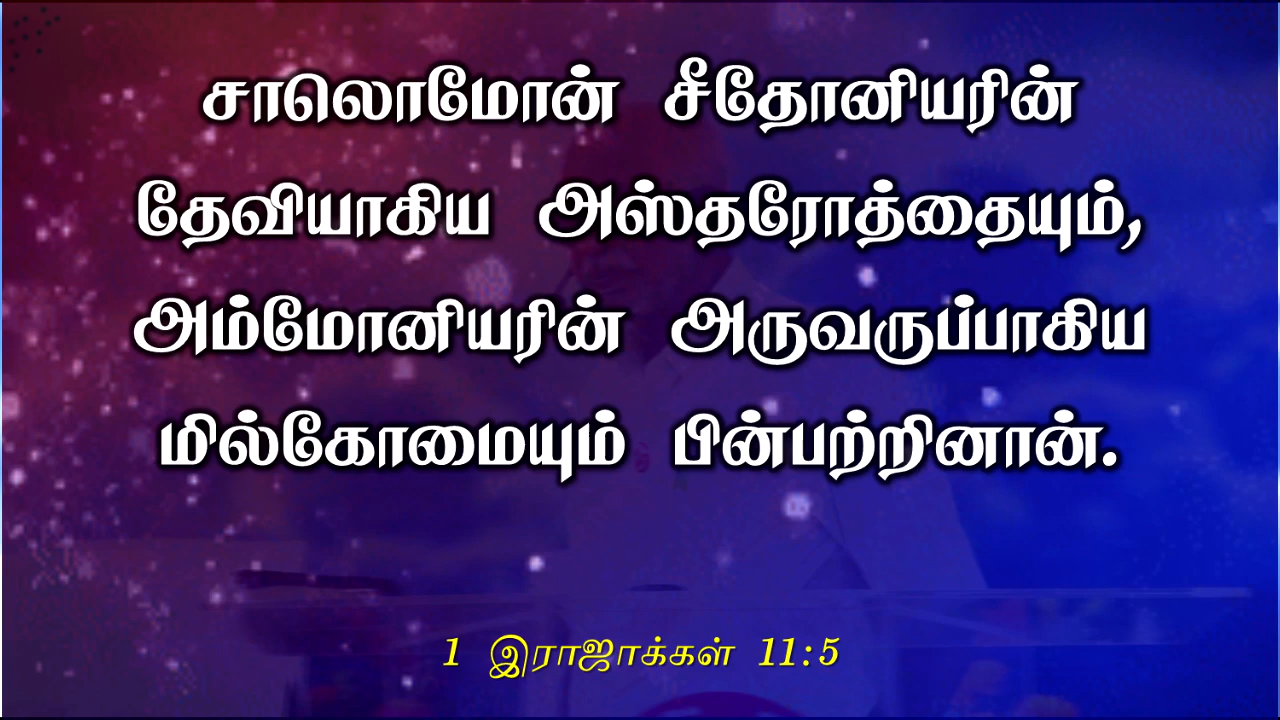 சாலொமோன் சீதோனியரின்
தேவியாகிய அஸ்தரோத்தையும்,
அம்மோனியரின் அருவருப்பாகிய
மில்கோமையும் பின்பற்றினான்.
1 இராஜாக்கள் 11:5